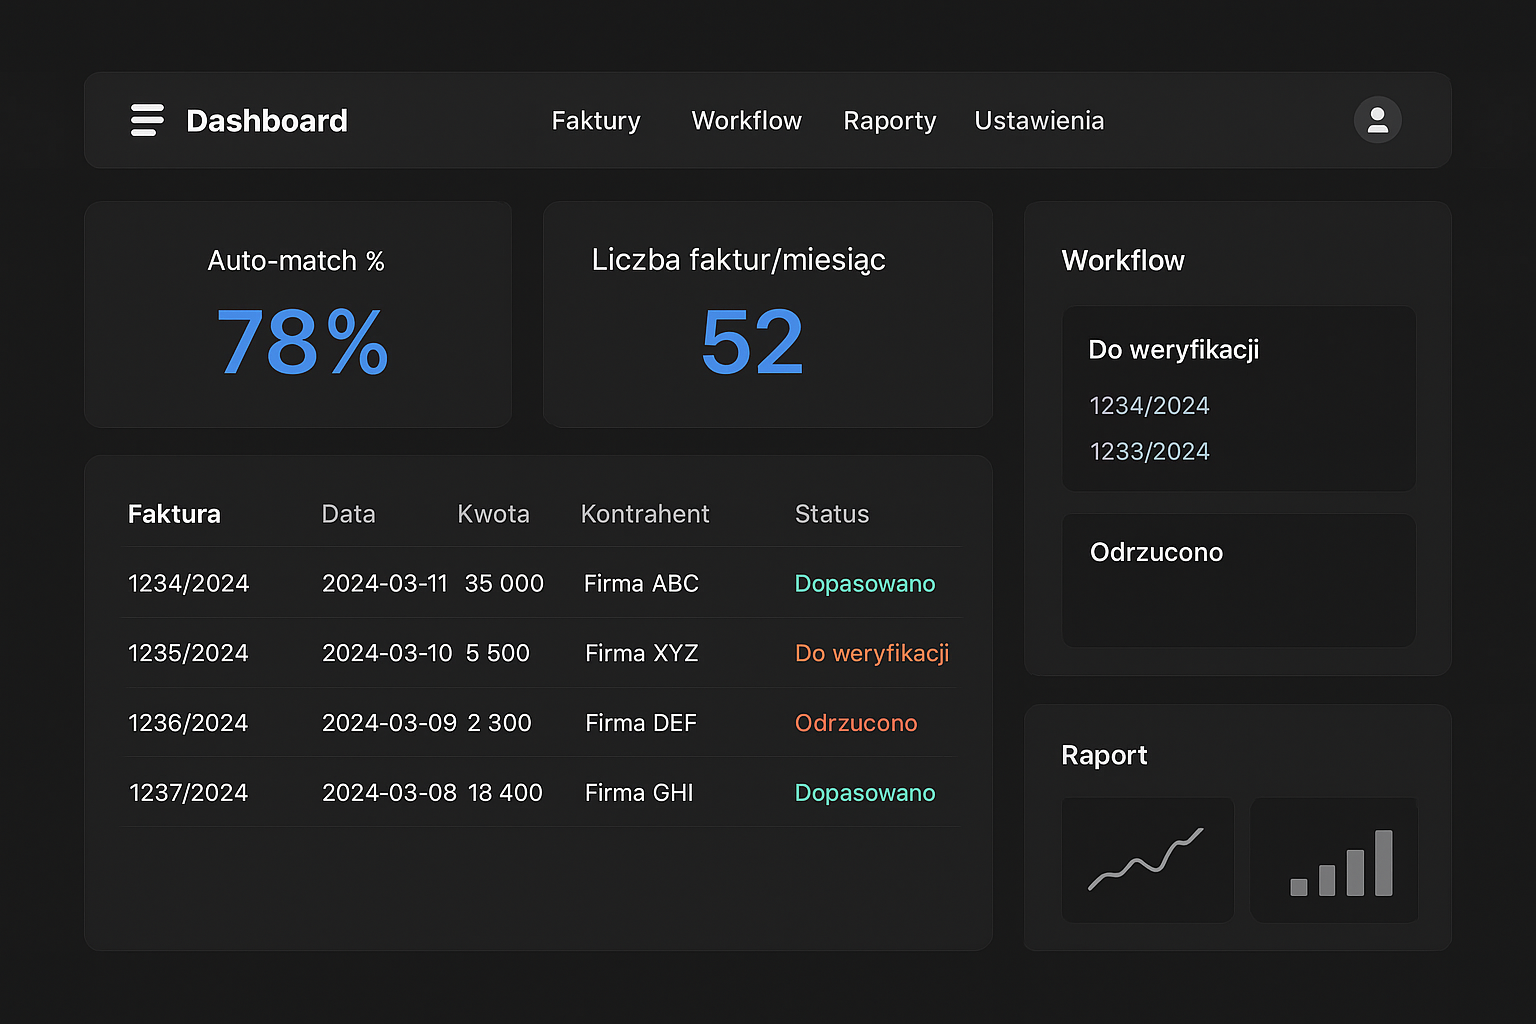 Dashboard Faktury Workflow Raporty Ustawienia
Auto-match %
78%
Liczba faktur/miesiąc
52
Faktura Data Kwota Kontrahent Status
1234/2024 2024-03-11 35 000 Firma ABC Dopasowano
1235/2024 2024-03-10 5 500 Firma XYZ Do weryfikacji
1236/2024 2024-03-09 2 300 Firma DEF Odrzucono
1237/2024 2024-03-08 18 400 Firma GHI Dopasowano
Workflow
Do weryfikacji
1234/2024
1233/2024
Odrzucono
Raport